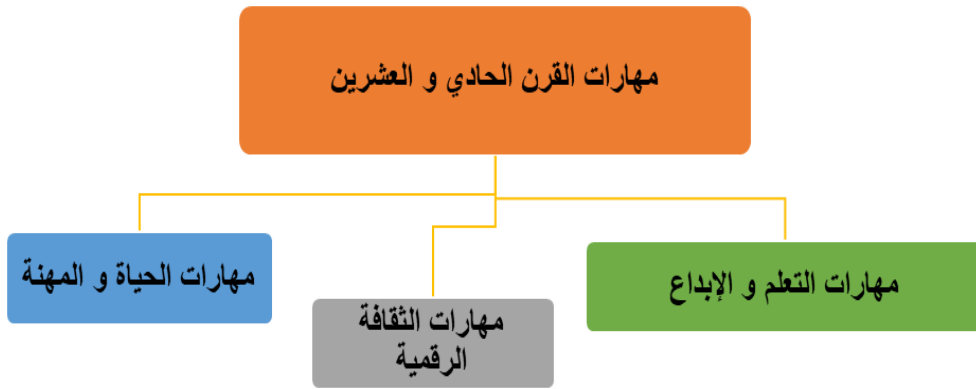 مهارات القرن الحادي و العشرين
مهارات التعلم و الإبداع
مهارات الثقافة
الرقمية
مهارات الحياة و المهنة